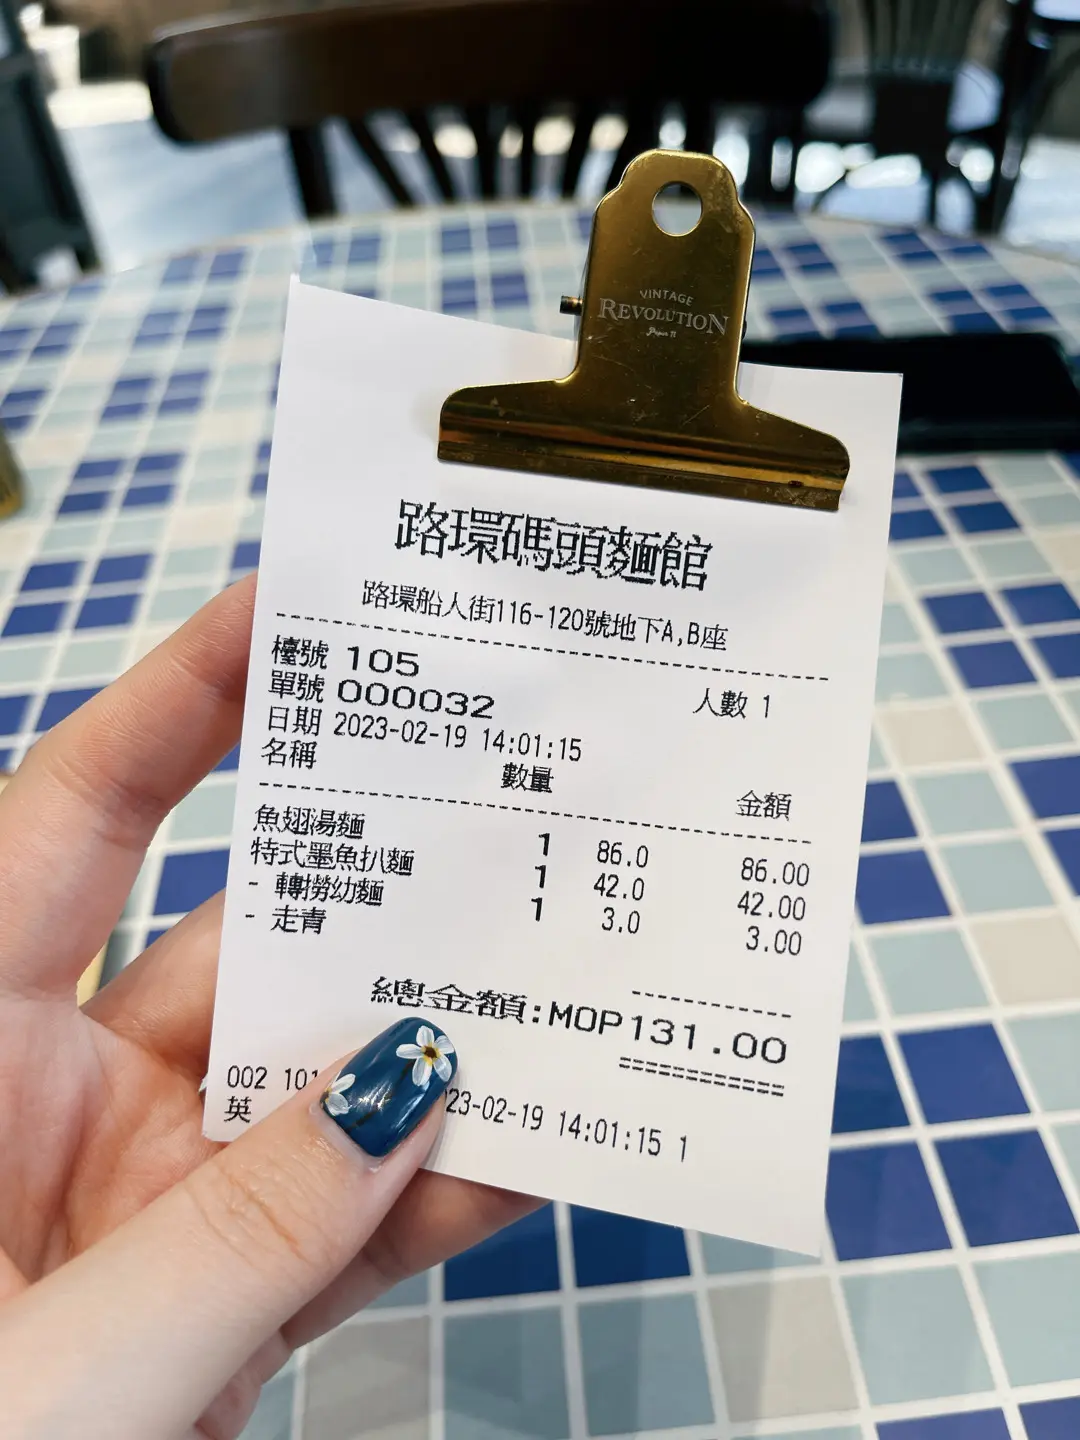 VINTAGE
REVOLUTION
路環碼頭麵館
路環船人街116-120號地下A,B座
檯號 105
人數 1
單號 000032
日期 2023-02-19 14:01:15
名稱 數量 金額
魚翅湯麵 1 86.0 86.00
特式墨魚扒麵 1 42.0 42.00
- 轉撈幼麵 1 3.0 3.00
- 走青
總金額:MOP131.00
002 101
23-02-19 14:01:15 1
英